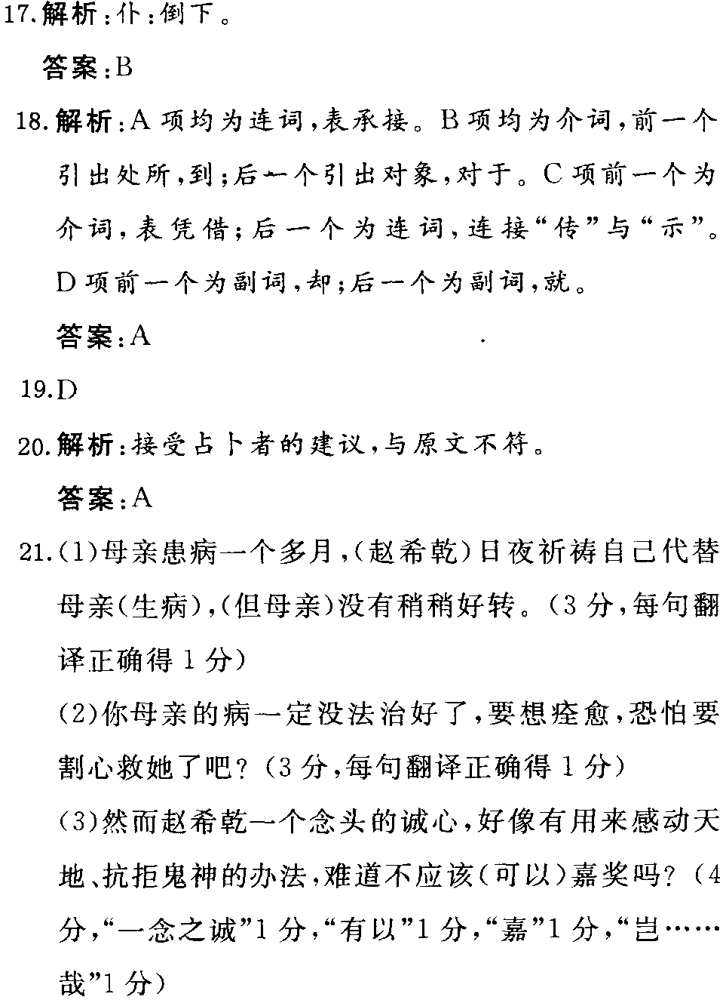 17.解析:仆:倒下。
答案:B
18.解析:A 项均为连词,表承接。B 项均为介词,前一个
引出处所,到;后一个引出对象,对于。C 项前一个为
介词,表凭借;后一个为连词,连接“传”与“示”。
D 项前一个为副词,却;后一个为副词,就。
答案:A
19.D
20.解析:接受占卜者的建议,与原文不符。
答案:A
21.(1)母亲患病一个多月,(赵希乾)日夜祈祷自己代替
母亲(生病),(但母亲)没有稍稍好转。(3 分,每句翻
译正确得 1 分)
(2)你母亲的病一定没法治好了,要想痊愈,恐怕要
割心救她了吧?(3 分,每句翻译正确得 1 分)
(3)然而赵希乾一个念头的诚心,好像有用来感动天
地、抗拒鬼神的办法,难道不应该(可以)嘉奖吗?(4
分,“一念之诚”1 分,“有以”1 分,“嘉”1 分,“岂……
哉”1 分)